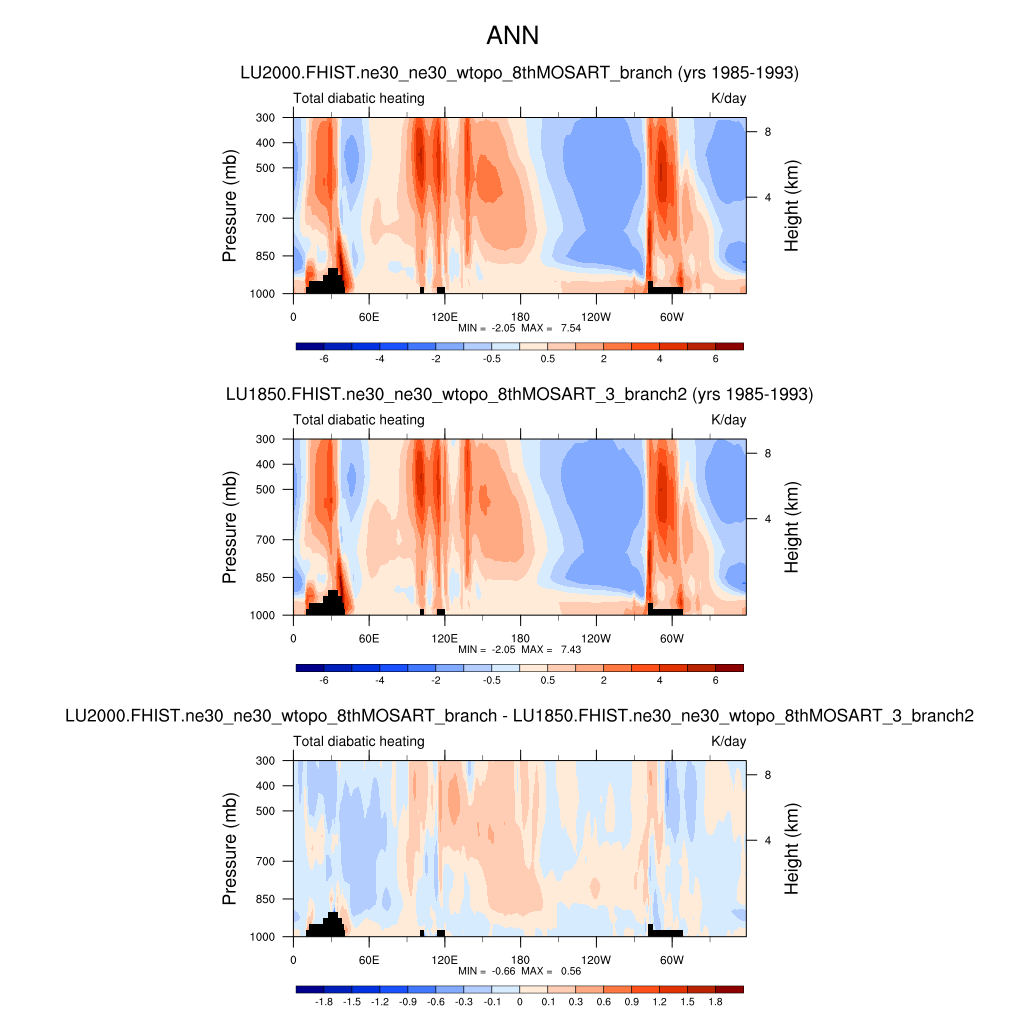 ANN
LU2000.FHIST.ne30_ne30_wtopo_8thMOSART_branch (yrs 1985-1993)
Total diabatic heating K/day
300
400
500
700
850
1000
Pressure (mb)
8
4
Height (km)
0 60E 120E 180 120W 60W
MIN = -2.05 MAX = 7.54
-6 -4 -2 -0.5 0.5 2 4 6
LU1850.FHIST.ne30_ne30_wtopo_8thMOSART_3_branch2 (yrs 1985-1993)
Total diabatic heating K/day
300
400
500
700
850
1000
Pressure (mb)
8
4
Height (km)
0 60E 120E 180 120W 60W
MIN = -2.05 MAX = 7.43
-6 -4 -2 -0.5 0.5 2 4 6
LU2000.FHIST.ne30_ne30_wtopo_8thMOSART_branch - LU1850.FHIST.ne30_ne30_wtopo_8thMOSART_3_branch2
Total diabatic heating K/day
300
400
500
700
850
1000
Pressure (mb)
8
4
Height (km)
0 60E 120E 180 120W 60W
MIN = -0.66 MAX = 0.56
-1.8 -1.5 -1.2 -0.9 -0.6 -0.3 -0.1 0 0.1 0.3 0.6 0.9 1.2 1.5 1.8